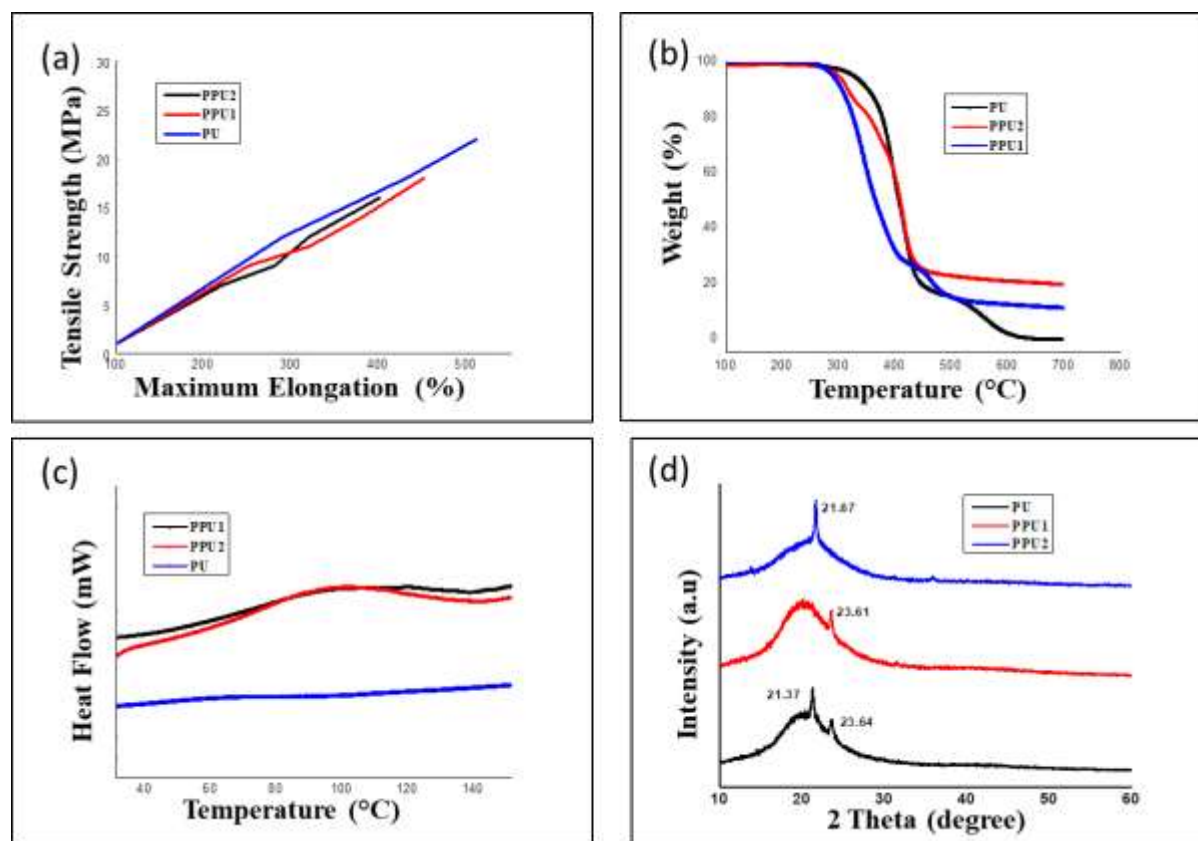 (a)
30
25
20
15
10
5
0
Tensile Strength (MPa)
PPU2
PPU1
PU
100 200 300 400 500
Maximum Elongation (%)
(b)
100
80
60
40
20
0
Weight (%)
PU
PPU2
PPU1
100 200 300 400 500 600 700 800
Temperature (°C)
(c)
Heat Flow (mW)
PPU1
PPU2
PU
40 60 80 100 120 140
Temperature (°C)
(d)
Intensity (a.u)
PU
PPU1
PPU2
21.87
23.61
21.37
23.64
10 20 30 40 50 60
2 Theta (degree)